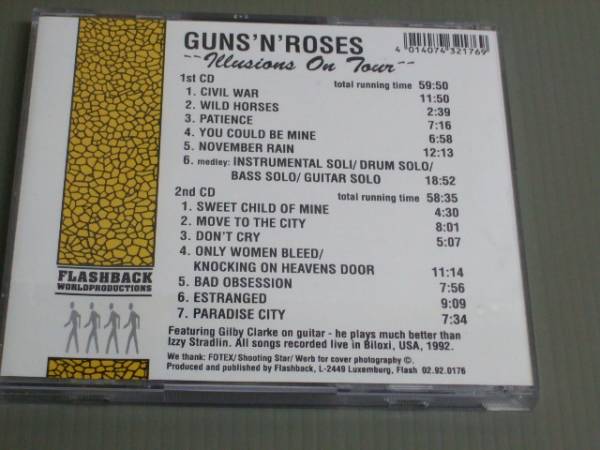 GUNS'N'ROSES
~~Illusions On Tour~~
4 014074 321769
1st CD total running time 59:50
1. CIVIL WAR 11:50
2. WILD HORSES 2:39
3. PATIENCE 7:16
4. YOU COULD BE MINE 6:58
5. NOVEMBER RAIN 12:13
6. medley: INSTRUMENTAL SOLI/ DRUM SOLO/
BASS SOLO/ GUITAR SOLO 18:52
2nd CD total running time 58:35
1. SWEET CHILD OF MINE 4:30
2. MOVE TO THE CITY 8:01
3. DON'T CRY 5:07
4. ONLY WOMEN BLEED/
KNOCKING ON HEAVENS DOOR 11:14
5. BAD OBSESSION 7:56
6. ESTRANGED 9:09
7. PARADISE CITY 7:34
FLASHBACK
WORLDPRODUCTIONS
Featuring Gilby Clarke on guitar - he plays much better than
Izzy Stradlin. All songs recorded live in Biloxi, USA, 1992.
We thank: FOTEX/ Shooting Star/ Werb for cover photography ©.
Produced and published by Flashback, L-2449 Luxemburg, Flash 02.92.0176